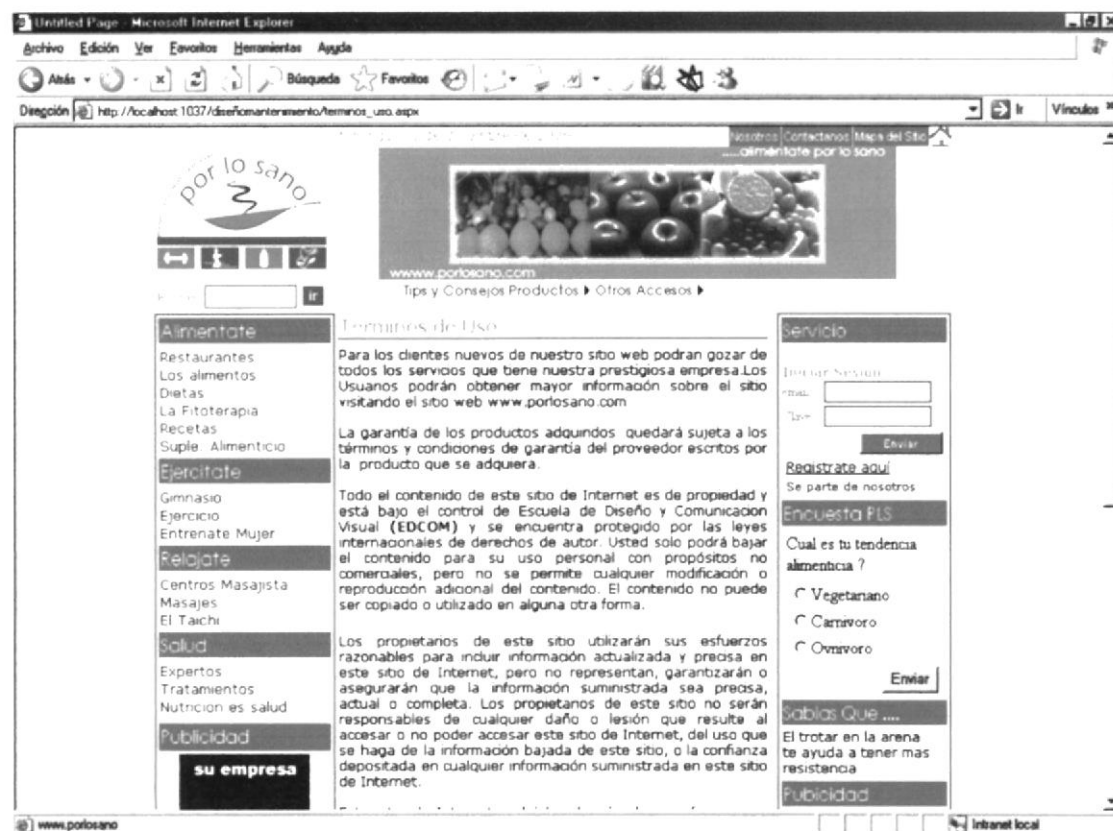 Untitled Page - Microsoft Internet Explorer
Archivo Edición Ver Favoritos Herramientas Ayuda
Atrás Búsqueda Favoritos
Dirección http://localhost:1037/diseñomantenimiento/terminos_uso.aspx Ir Vínculos
Nosotros Contactanos Mapa del Sitio
.....aliméntate por lo sano
por lo sano!
wwww.porlosano.com
Tips y Consejos Productos Otros Accesos
ir
Alimentate
Restaurantes
Los alimentos
Dietas
La Fitoterapia
Recetas
Suple. Alimenticio
Ejercitate
Gimnasio
Ejercicio
Entrenate Mujer
Relajate
Centros Masajista
Masajes
El Taichi
Salud
Expertos
Tratamientos
Nutricion es salud
Publicidad
su empresa
Terminos de Uso
Para los clientes nuevos de nuestro sitio web podran gozar de
todos los servicios que tiene nuestra prestigiosa empresa.Los
Usuarios podrán obtener mayor información sobre el sitio
visitando el sitio web www.porlosano.com
La garantía de los productos adquiridos quedará sujeta a los
términos y condiciones de garantía del proveedor escritos por
la producto que se adquiera.
Todo el contenido de este sitio de Internet es de propiedad y
está bajo el control de Escuela de Diseño y Comunicacion
Visual (EDCOM) y se encuentra protegido por las leyes
internacionales de derechos de autor. Usted solo podrá bajar
el contenido para su uso personal con propósitos no
comerciales, pero no se permite cualquier modificación o
reproducción adicional del contenido. El contenido no puede
ser copiado o utilizado en alguna otra forma.
Los propietarios de este sitio utilizarán sus esfuerzos
razonables para incluir información actualizada y precisa en
este sitio de Internet, pero no representan, garantizarán o
asegurarán que la información suministrada sea precisa,
actual o completa. Los propietarios de este sitio no serán
responsables de cualquier daño o lesión que resulte al
accesar o no poder accesar este sitio de Internet, del uso que
se haga de la información bajada de este sitio, o la confianza
depositada en cualquier información suministrada en este sitio
de Internet.
Servicio
Iniciar Sesion
email
Clave
Enviar
Registrate aquí
Se parte de nosotros
Encuesta PLS
Cual es tu tendencia
alimenticia ?
Vegetariano
Carnivoro
Ovnivoro
Enviar
Sabias Que ....
El trotar en la arena
te ayuda a tener mas
resistencia
Pubicidad
www.porlosano Intranet local